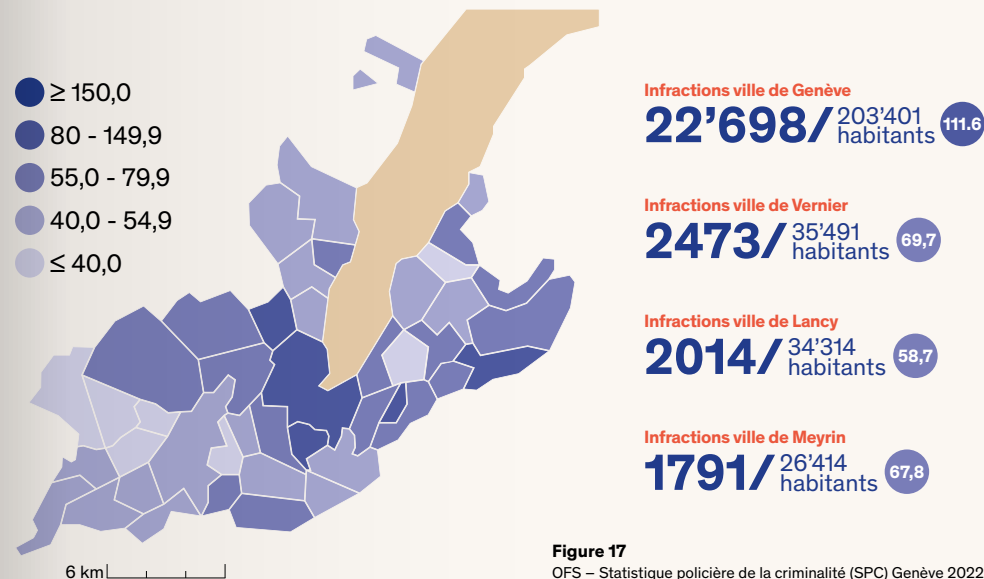 ≥ 150,0
80 - 149,9
55,0 - 79,9
40,0 - 54,9
≤ 40,0
6 km
Infractions ville de Genève
22’698/ 203’401 habitants 111.6
Infractions ville de Vernier
2473/ 35’491 habitants 69,7
Infractions ville de Lancy
2014/ 34’314 habitants 58,7
Infractions ville de Meyrin
1791/ 26’414 habitants 67,8
Figure 17
OFS – Statistique policière de la criminalité (SPC) Genève 2022